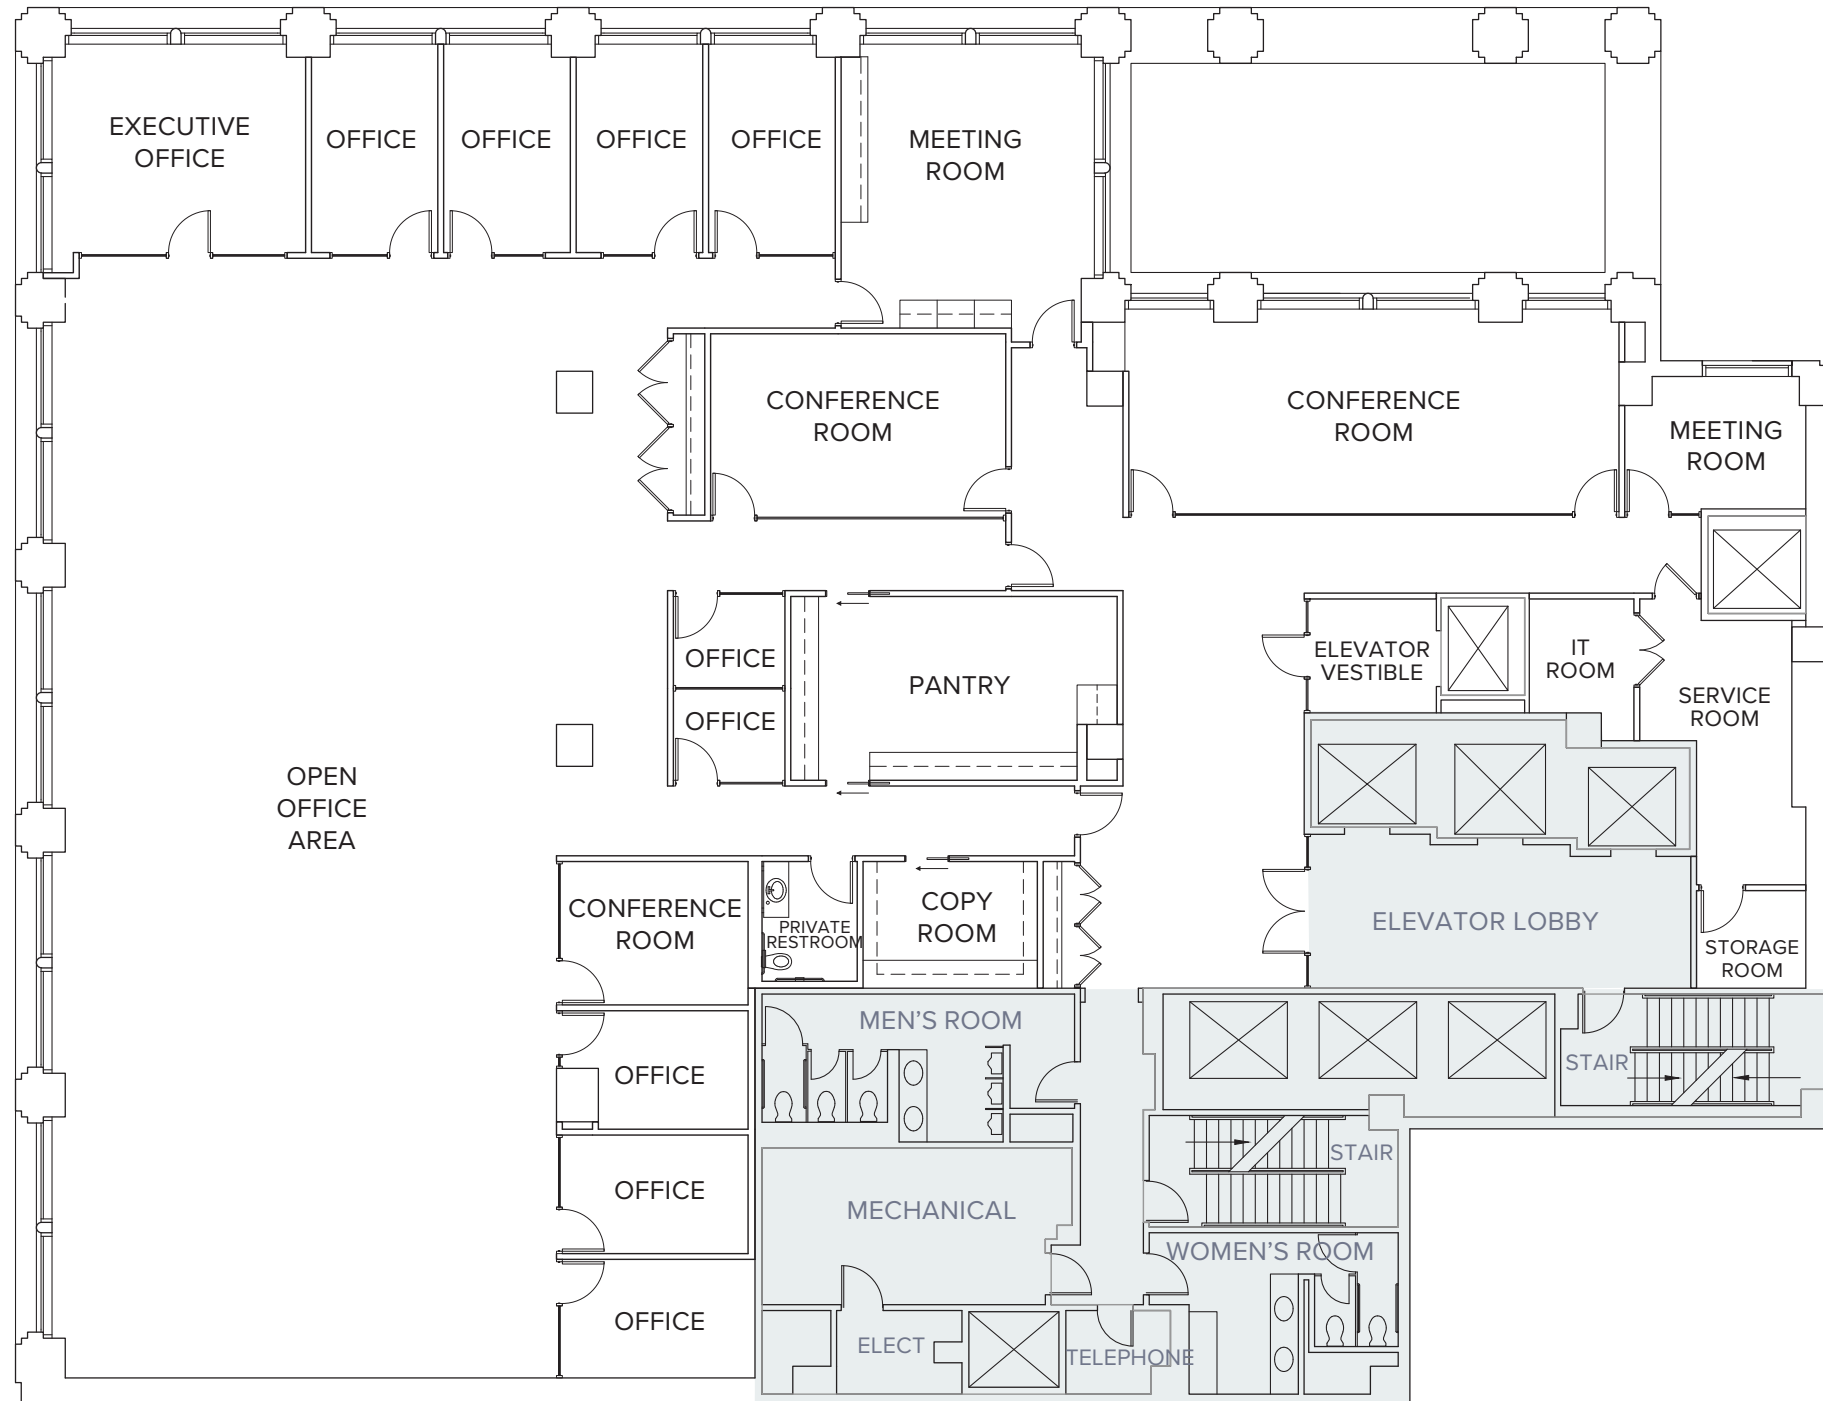 EXECUTIVE
OFFICE
OFFICE
OFFICE
OFFICE
OFFICE
MEETING
ROOM
CONFERENCE
ROOM
CONFERENCE
ROOM
MEETING
ROOM
OFFICE
OFFICE
PANTRY
ELEVATOR
VESTIBLE
IT
ROOM
SERVICE
ROOM
OPEN
OFFICE
AREA
CONFERENCE
ROOM
PRIVATE
RESTROOM
COPY
ROOM
ELEVATOR LOBBY
STORAGE
ROOM
MEN'S ROOM
STAIR
OFFICE
STAIR
OFFICE
MECHANICAL
WOMEN'S ROOM
OFFICE
ELECT
TELEPHONE